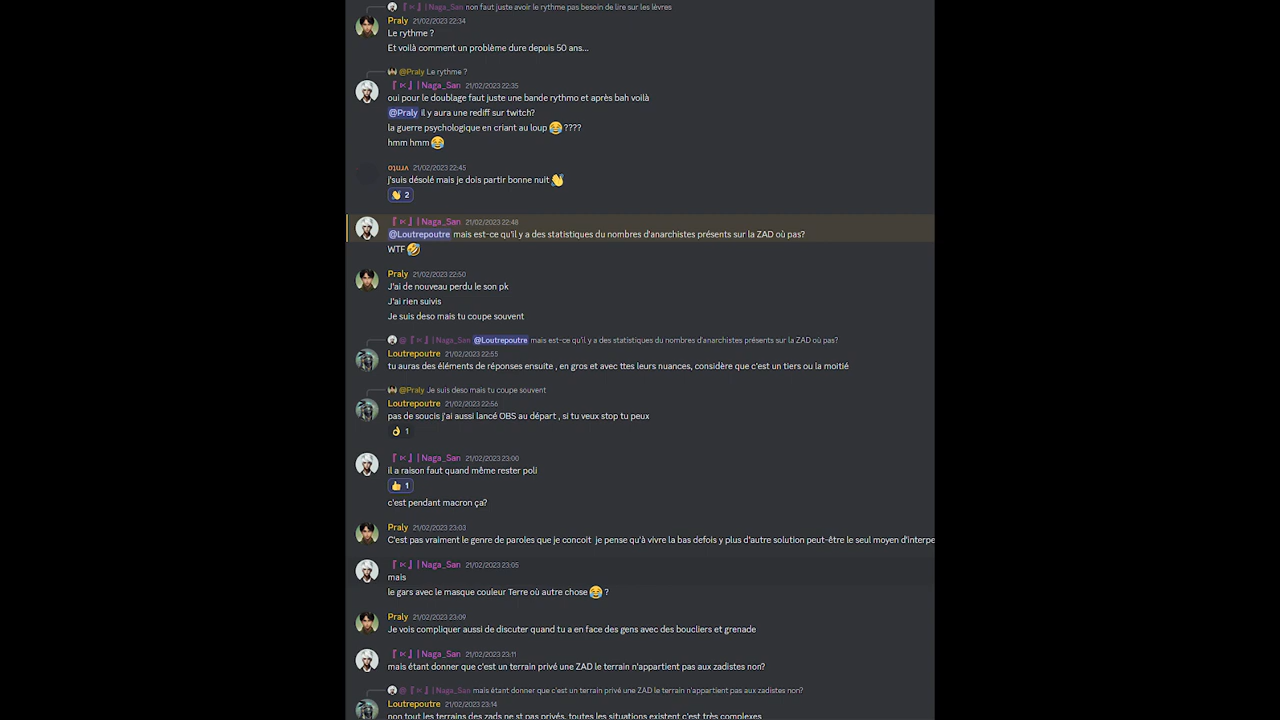 『 』| Naga_San non faut juste avoir le rythme pas besoin de lire sur les lèvres
Praly 21/02/2023 22:34
Le rythme ?
Et voilà comment un problème dure depuis 50 ans...
@Praly Le rythme ?
『 』| Naga_San 21/02/2023 22:35
oui pour le doublage faut juste une bande rythmo et après bah voilà
@Praly il y aura une rediff sur twitch?
la guerre psychologique en criant au loup 😂 ????
hmm hmm 😂
21/02/2023 22:45
j'suis désolé mais je dois partir bonne nuit 👋
👋 2
『 』| Naga_San 21/02/2023 22:48
@Loutrepoutre mais est-ce qu'il y a des statistiques du nombres d'anarchistes présents sur la ZAD où pas?
WTF 🤣
Praly 21/02/2023 22:50
J'ai de nouveau perdu le son pk
J'ai rien suivis
Je suis deso mais tu coupe souvent
@『 』| Naga_San @Loutrepoutre mais est-ce qu'il y a des statistiques du nombres d'anarchistes présents sur la ZAD où pas?
Loutrepoutre 21/02/2023 22:55
tu auras des éléments de réponses ensuite , en gros et avec ttes leurs nuances, considère que c'est un tiers ou la moitié
@Praly Je suis deso mais tu coupe souvent
Loutrepoutre 21/02/2023 22:56
pas de soucis j'ai aussi lancé OBS au départ , si tu veux stop tu peux
👌 1
『 』| Naga_San 21/02/2023 23:00
il a raison faut quand même rester poli
👍 1
c'est pendant macron ça?
Praly 21/02/2023 23:03
C'est pas vraiment le genre de paroles que je concoit je pense qu'à vivre la bas defois y plus d'autre solution peut-être le seul moyen d'interpe
『 』| Naga_San 21/02/2023 23:05
mais
le gars avec le masque couleur Terre où autre chose 😂 ?
Praly 21/02/2023 23:09
Je vois compliquer aussi de discuter quand tu a en face des gens avec des boucliers et grenade
『 』| Naga_San 21/02/2023 23:11
mais étant donner que c'est un terrain privé une ZAD le terrain n'appartient pas aux zadistes non?
@『 』| Naga_San mais étant donner que c'est un terrain privé une ZAD le terrain n'appartient pas aux zadistes non?
Loutrepoutre 21/02/2023 23:14
non tout les terrains des zads ne st pas privés, toutes les situations existent c'est très complexes